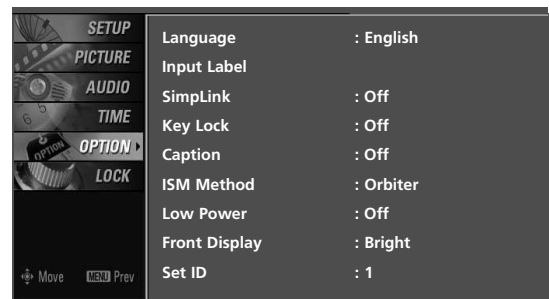 SETUP
PICTURE
AUDIO
TIME
OPTION
LOCK
Move MENU Prev
Language : English
Input Label
SimpLink : Off
Key Lock : Off
Caption : Off
ISM Method : Orbiter
Low Power : Off
Front Display : Bright
Set ID : 1